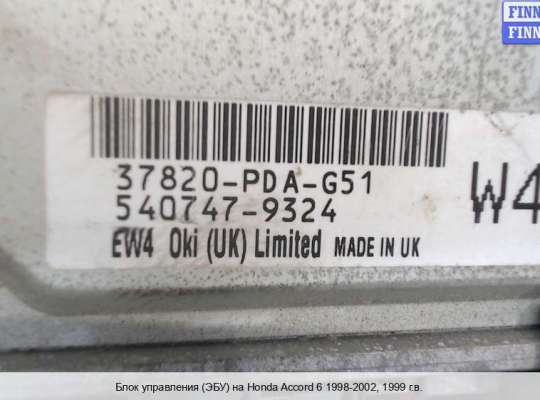 FINN
FINN
37820-PDA-G51
W4
540747-9324
EW4 Oki (UK) Limited MADE IN UK
Блок управления (ЭБУ) на Honda Accord 6 1998-2002, 1999 г.в.